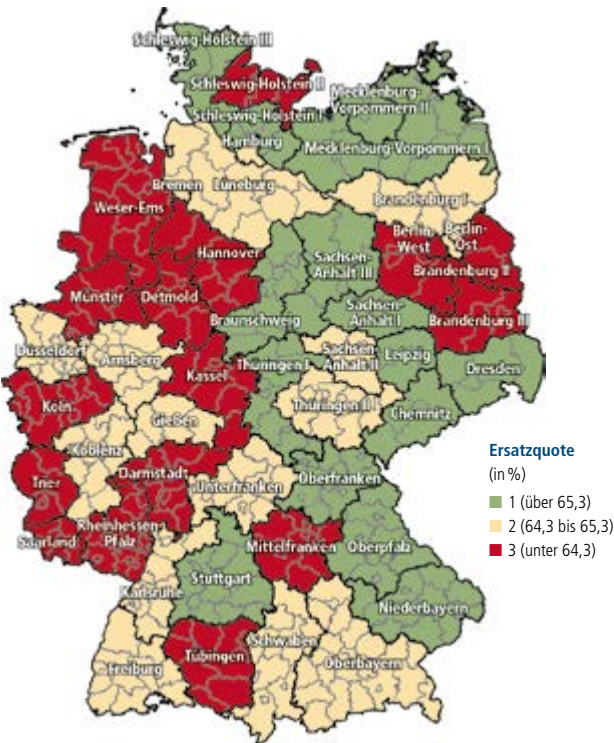 Schleswig-Holstein III
Schleswig-Holstein II
Mecklenburg-
Vorpommern II
Schleswig-Holstein I
Hamburg
Mecklenburg-Vorpommern I
Bremen
Lüneburg
Brandenburg I
Weser-Ems
Hannover
Berlin-
West
Berlin-
Ost
Sachsen-
Anhalt III
Brandenburg II
Münster
Detmold
Braunschweig
Sachsen-
Anhalt I
Brandenburg III
Düsseldorf
Arnsberg
Kassel
Thüringen I
Sachsen-
Anhalt II
Leipzig
Dresden
Köln
Gießen
Thüringen II
Chemnitz
Koblenz
Trier
Darmstadt
Unterfranken
Oberfranken
Saarland
Rheinhessen-
Pfalz
Mittelfranken
Oberpfalz
Karlsruhe
Stuttgart
Niederbayern
Freiburg
Tübingen
Schwaben
Oberbayern
Ersatzquote
(in %)
1 (über 65,3)
2 (64,3 bis 65,3)
3 (unter 64,3)